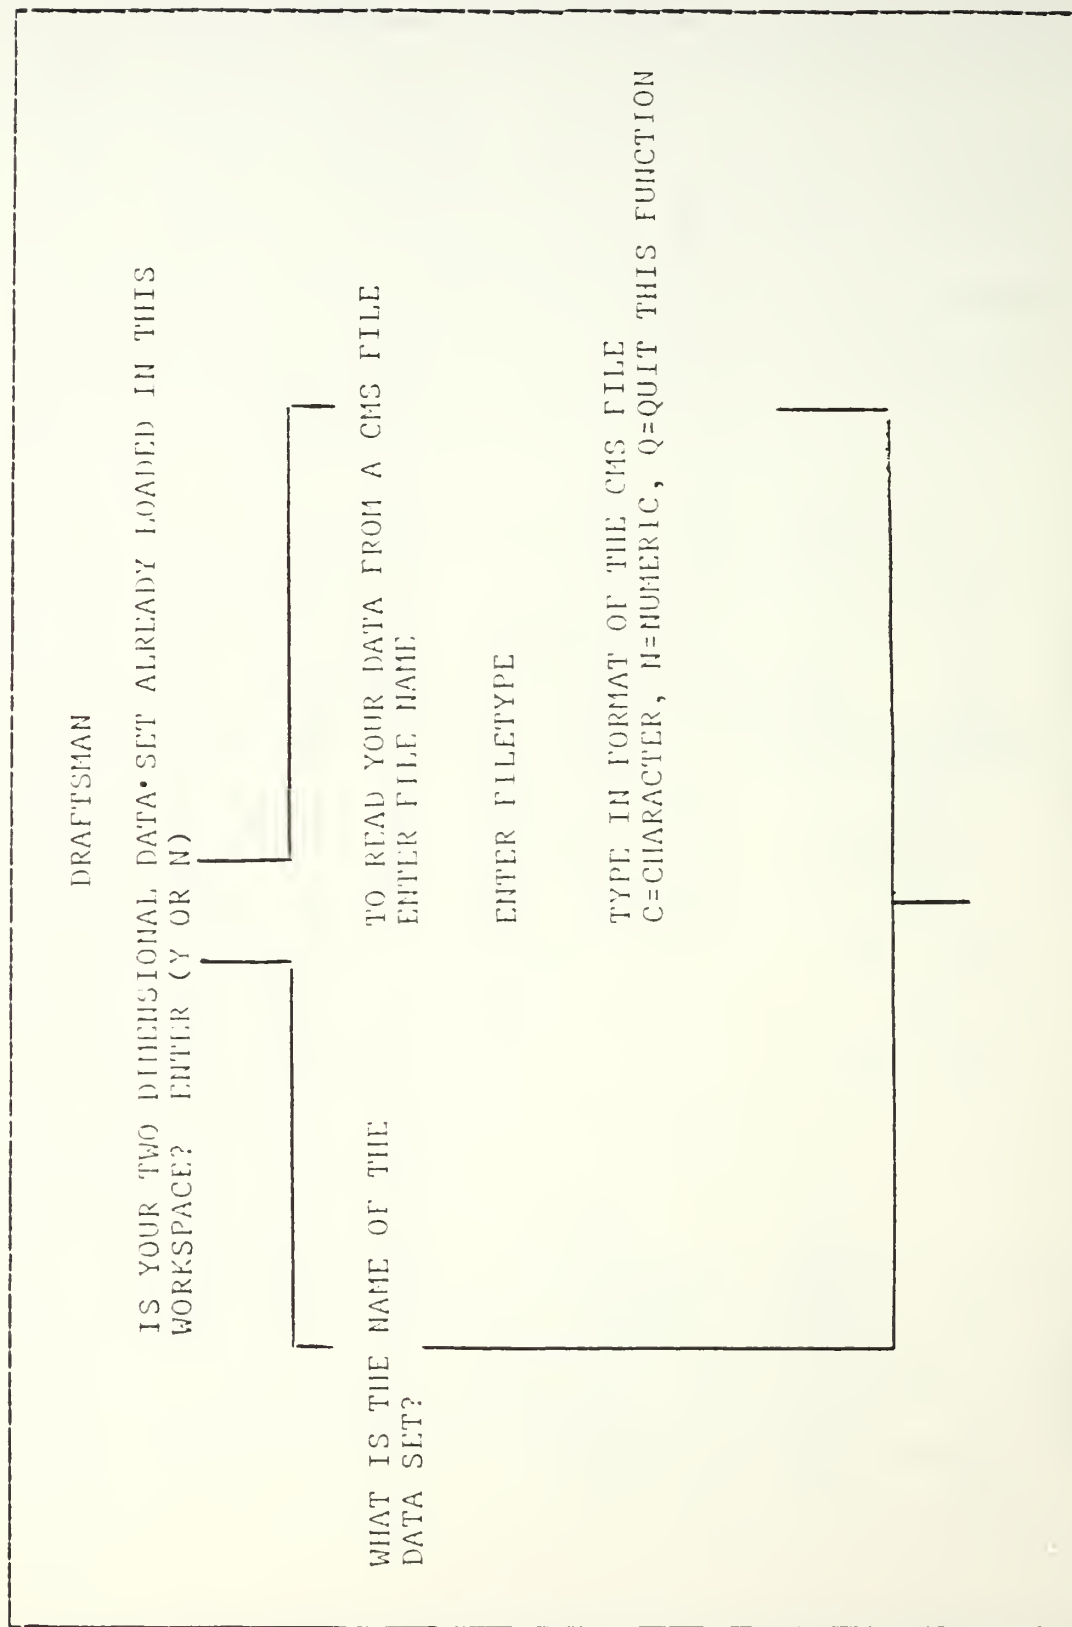 DRAFTSMAN
IS YOUR TWO DIMENSIONAL DATA SET ALREADY LOADED IN THIS
WORKSPACE? ENTER (Y OR N)
WHAT IS THE NAME OF THE
DATA SET?
TO READ YOUR DATA FROM A CMS FILE
ENTER FILE NAME
ENTER FILETYPE
TYPE IN FORMAT OF THE CMS FILE
C=CHARACTER, N=NUMERIC, Q=QUIT THIS FUNCTION